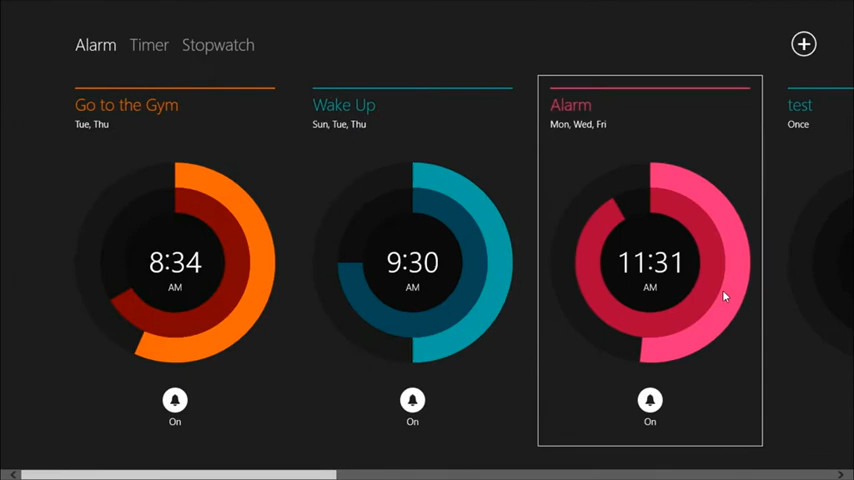 Alarm Timer Stopwatch
Go to the Gym
Tue, Thu
8:34
AM
On
Wake Up
Sun, Tue, Thu
9:30
AM
On
Alarm
Mon, Wed, Fri
11:31
AM
On
test
Once